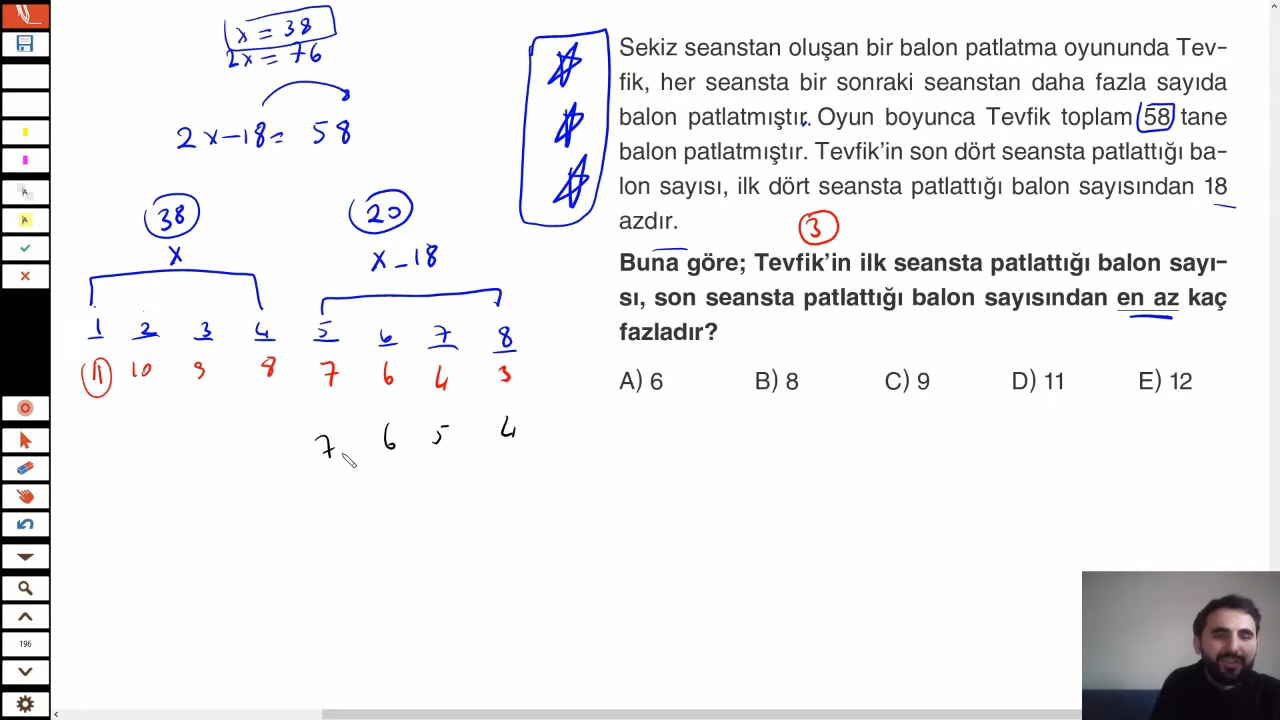 x = 38
2x = 76
2x-18= 58
38
20
x
x-18
1 2 3 4 5 6 7 8
11 10 9 8 7 6 4 3
7 6 5 4
Sekiz seanstan oluşan bir balon patlatma oyununda Tev-
fik, her seansta bir sonraki seanstan daha fazla sayıda
balon patlatmıştır. Oyun boyunca Tevfik toplam 58 tane
balon patlatmıştır. Tevfik'in son dört seansta patlattığı ba-
lon sayısı, ilk dört seansta patlattığı balon sayısından 18
azdır.
3
Buna göre; Tevfik'in ilk seansta patlattığı balon sayı-
sı, son seansta patlattığı balon sayısından en az kaç
fazladır?
A) 6 B) 8 C) 9 D) 11 E) 12
A
A
196